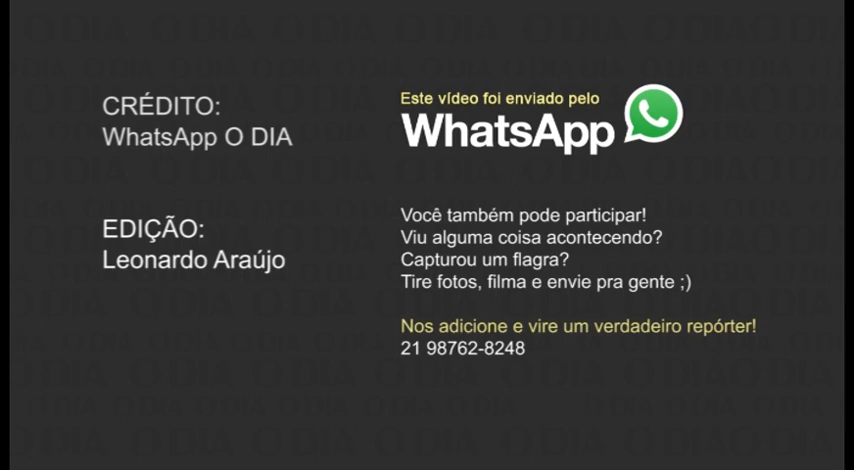 CRÉDITO:
WhatsApp O DIA
EDIÇÃO:
Leonardo Araújo
Este vídeo foi enviado pelo
WhatsApp
Você também pode participar!
Viu alguma coisa acontecendo?
Capturou um flagra?
Tire fotos, filma e envie pra gente ;)
Nos adicione e vire um verdadeiro repórter!
21 98762-8248